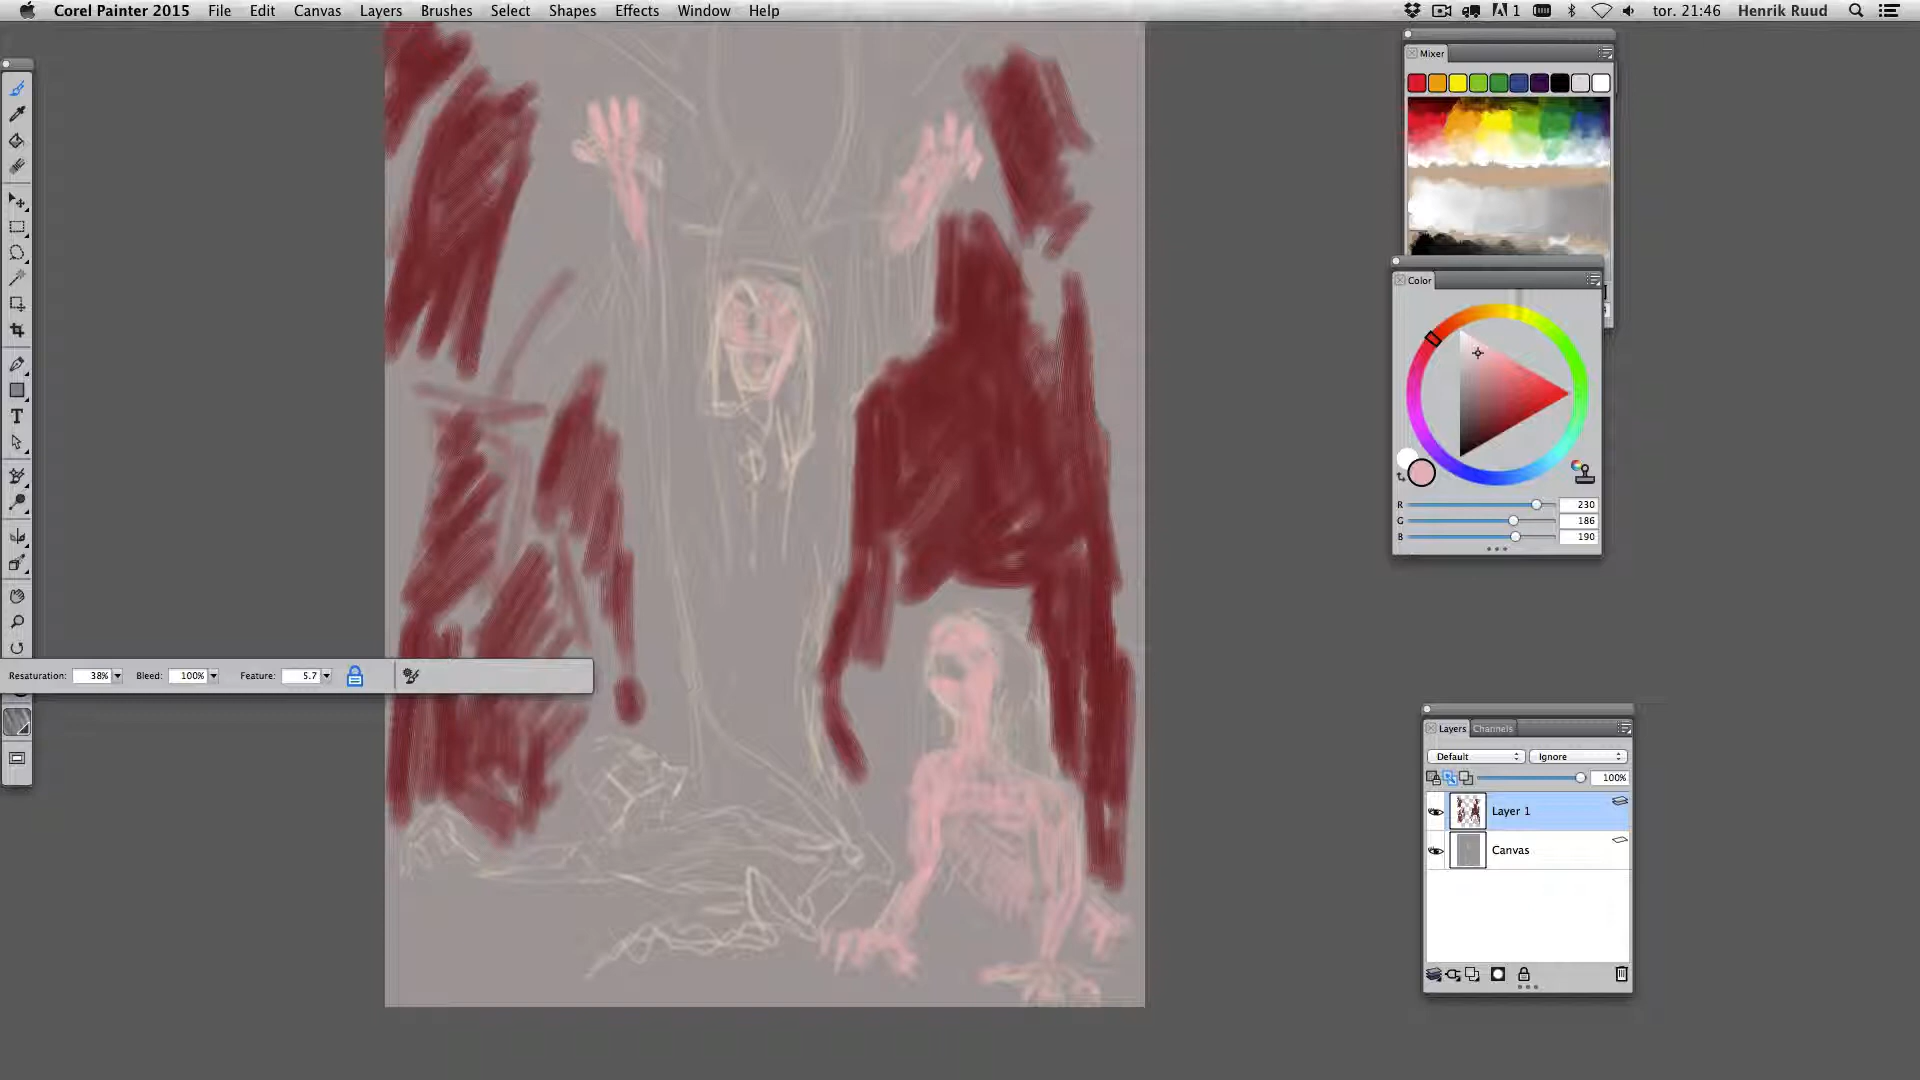 Corel Painter 2015 File Edit Canvas Layers Brushes Select Shapes Effects Window Help 1 tor. 21:46 Henrik Ruud
Mixer
Color
R 230
G 186
B 190
T
Resaturation: 38% Bleed: 100% Feature: 5.7
Layers Channels
Default Ignore
100%
Layer 1
Canvas